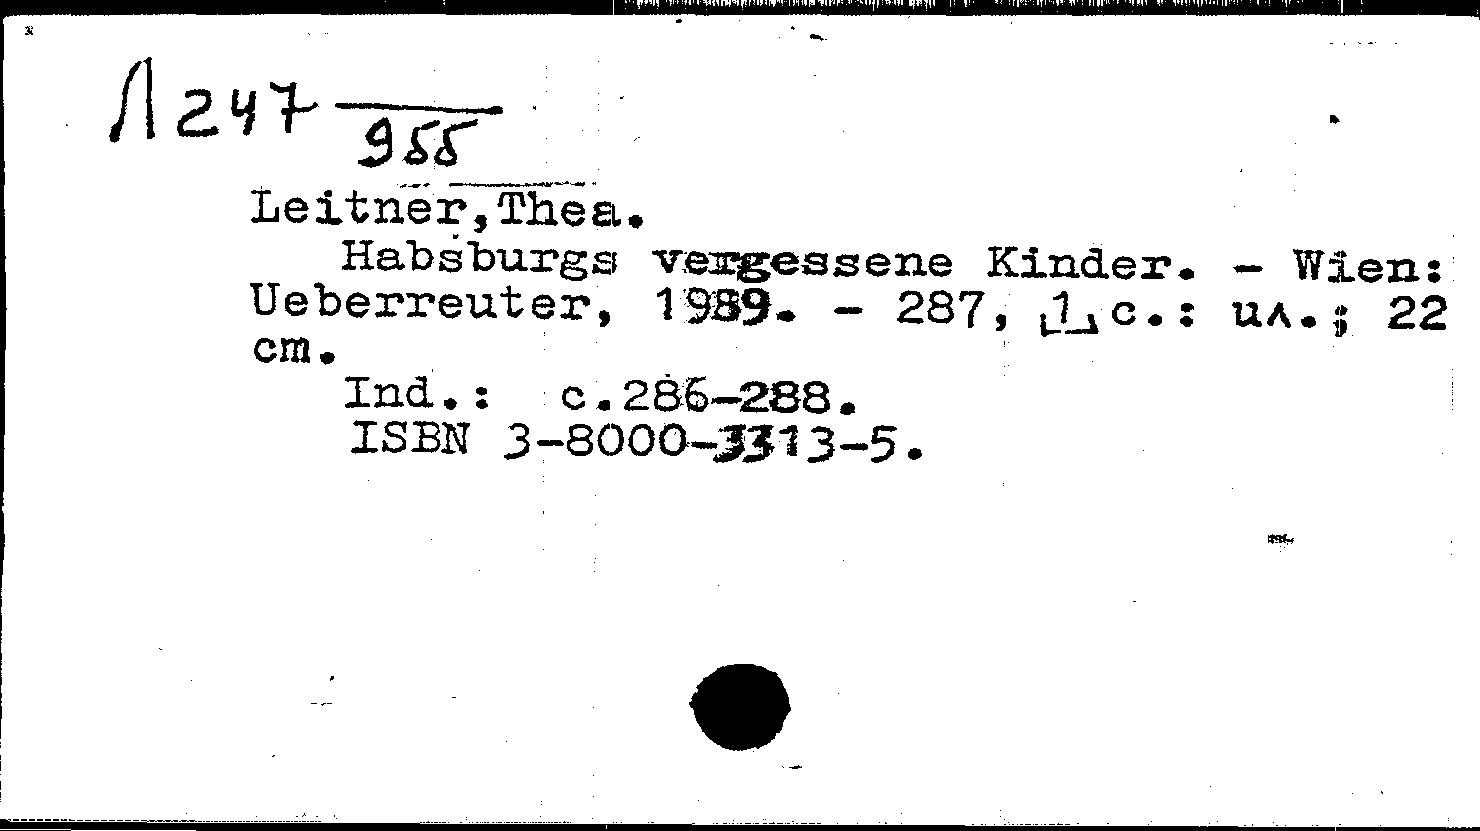 Л 247
955
Leitner, Thea.
Habsburgs vergessene Kinder. – Wien:
Ueberreuter, 1989. – 287, [1] c.: ил.; 22
cm.
Ind.: c.286-288.
ISBN 3-8000-3313-5.